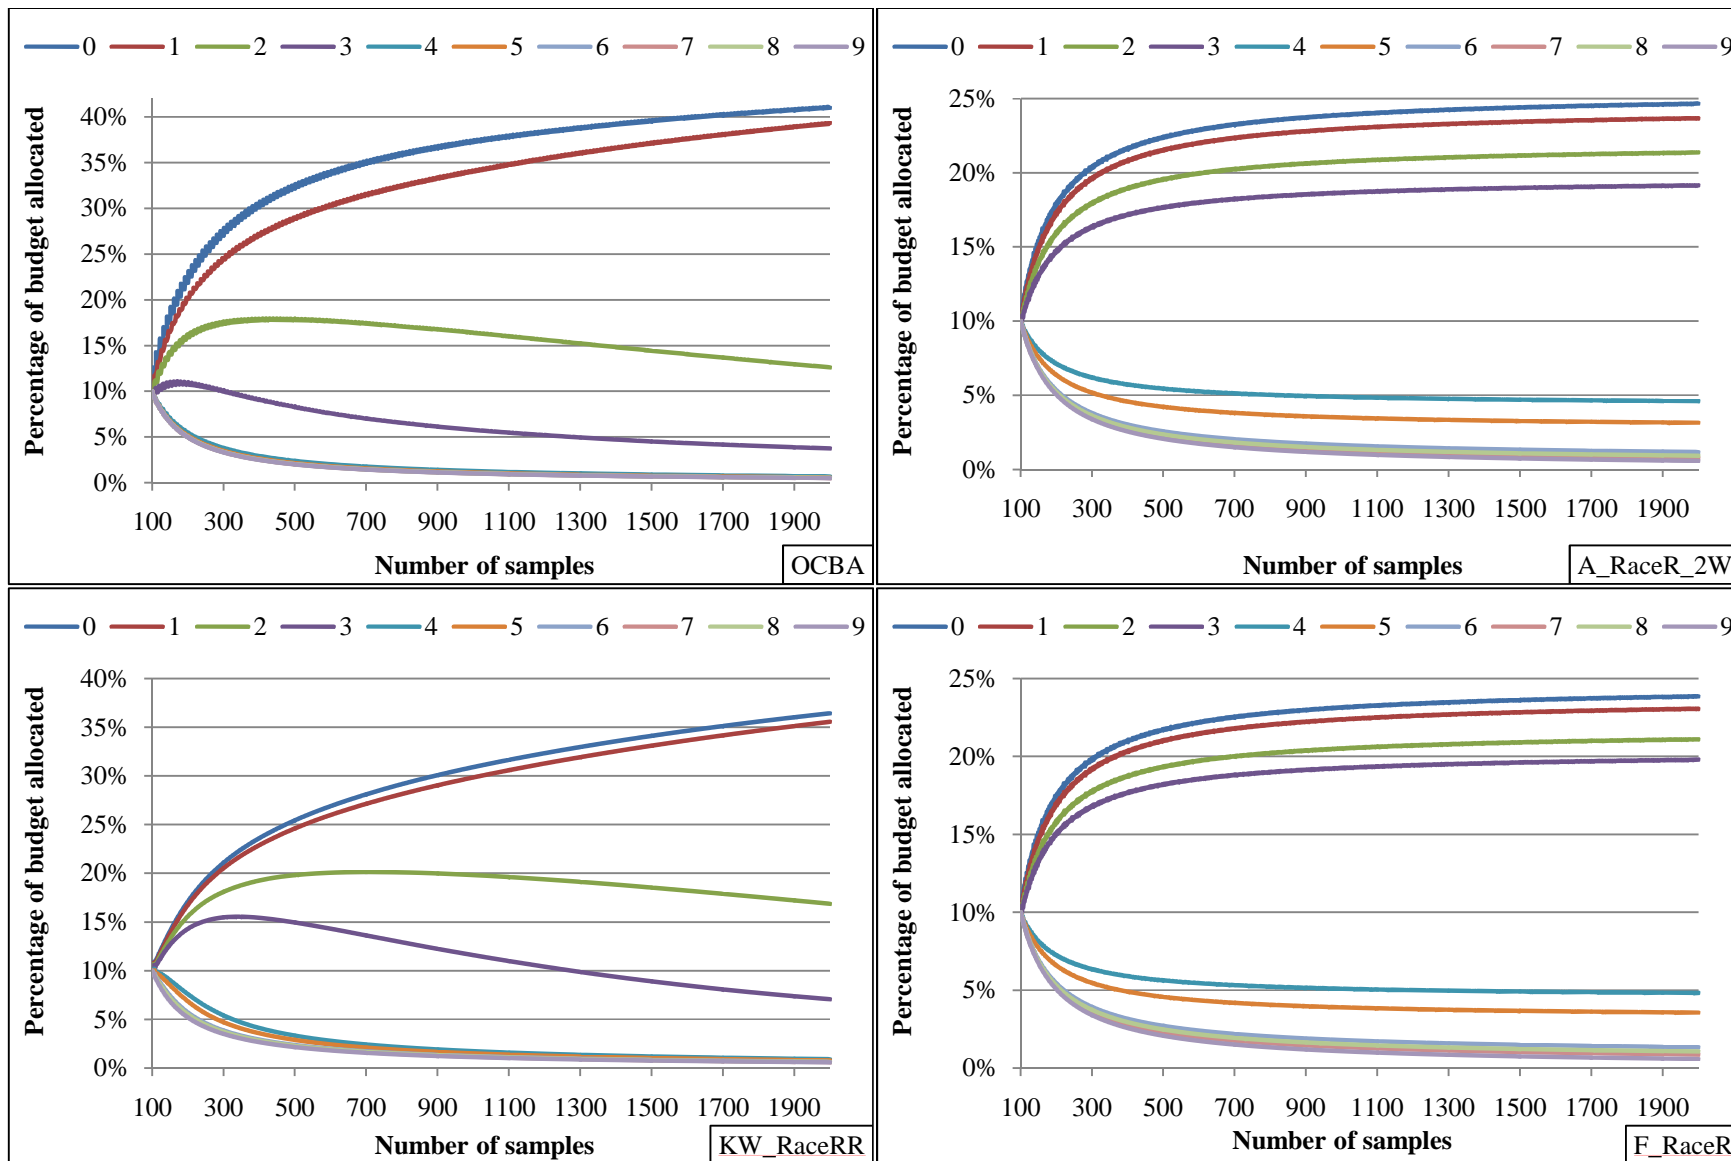 0 1 2 3 4 5 6 7 8 9
Percentage of budget allocated
40%
35%
30%
25%
20%
15%
10%
5%
0%
100 300 500 700 900 1100 1300 1500 1700 1900
Number of samples
OCBA
0 1 2 3 4 5 6 7 8 9
Percentage of budget allocated
25%
20%
15%
10%
5%
0%
100 300 500 700 900 1100 1300 1500 1700 1900
Number of samples
A_RaceR_2W
0 1 2 3 4 5 6 7 8 9
Percentage of budget allocated
40%
35%
30%
25%
20%
15%
10%
5%
0%
100 300 500 700 900 1100 1300 1500 1700 1900
Number of samples
KW_RaceRR
0 1 2 3 4 5 6 7 8 9
Percentage of budget allocated
25%
20%
15%
10%
5%
0%
100 300 500 700 900 1100 1300 1500 1700 1900
Number of samples
F_RaceR